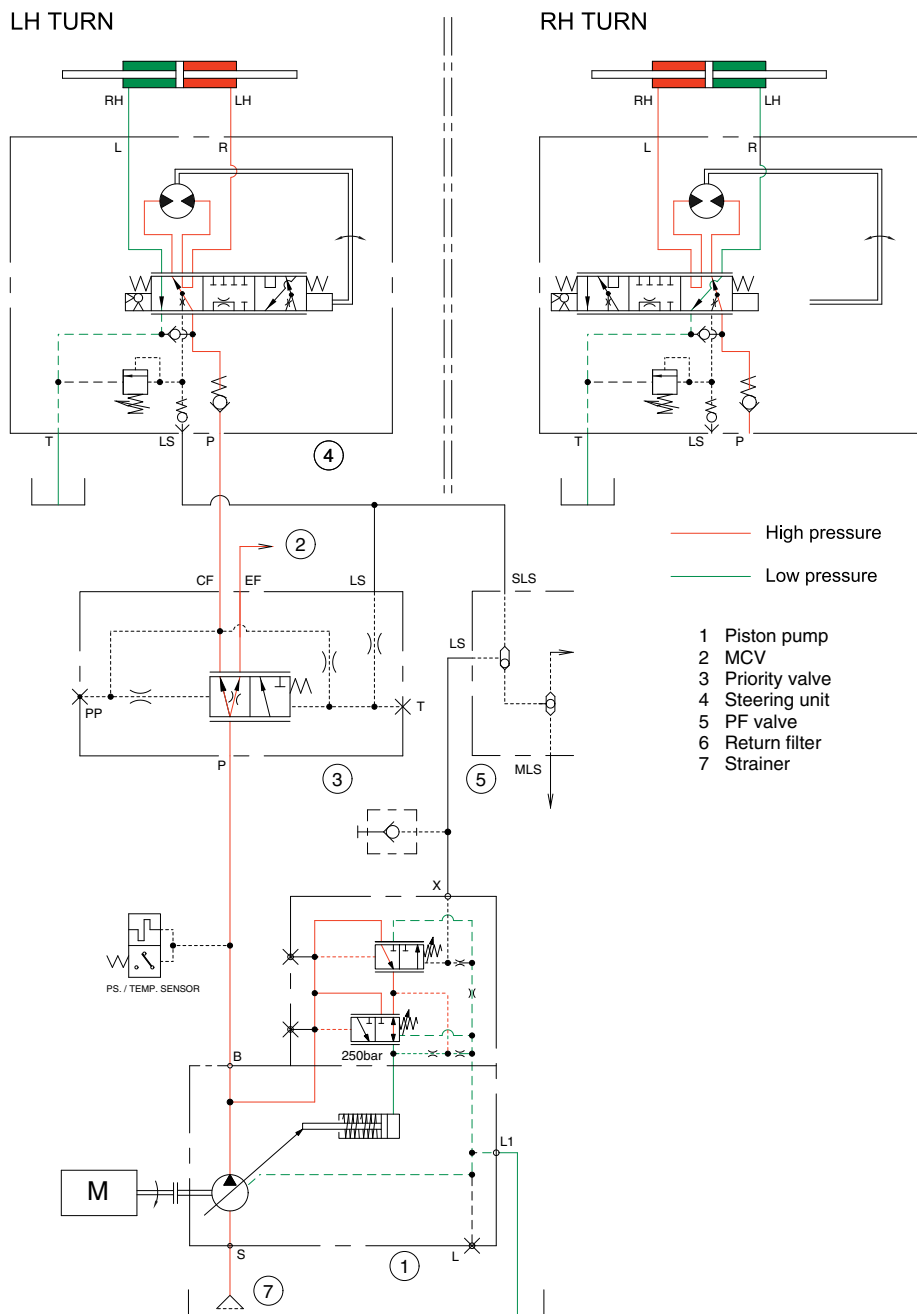 LH TURN
RH TURN
RH
LH
RH
LH
L
R
L
R
T
LS
P
4
T
LS
P
2
High pressure
Low pressure
CF
EF
LS
SLS
LS
1 Piston pump
2 MCV
3 Priority valve
4 Steering unit
5 PF valve
6 Return filter
7 Strainer
PP
T
P
3
5
MLS
X
PS. / TEMP. SENSOR
250bar
B
L1
M
S
1
L
7